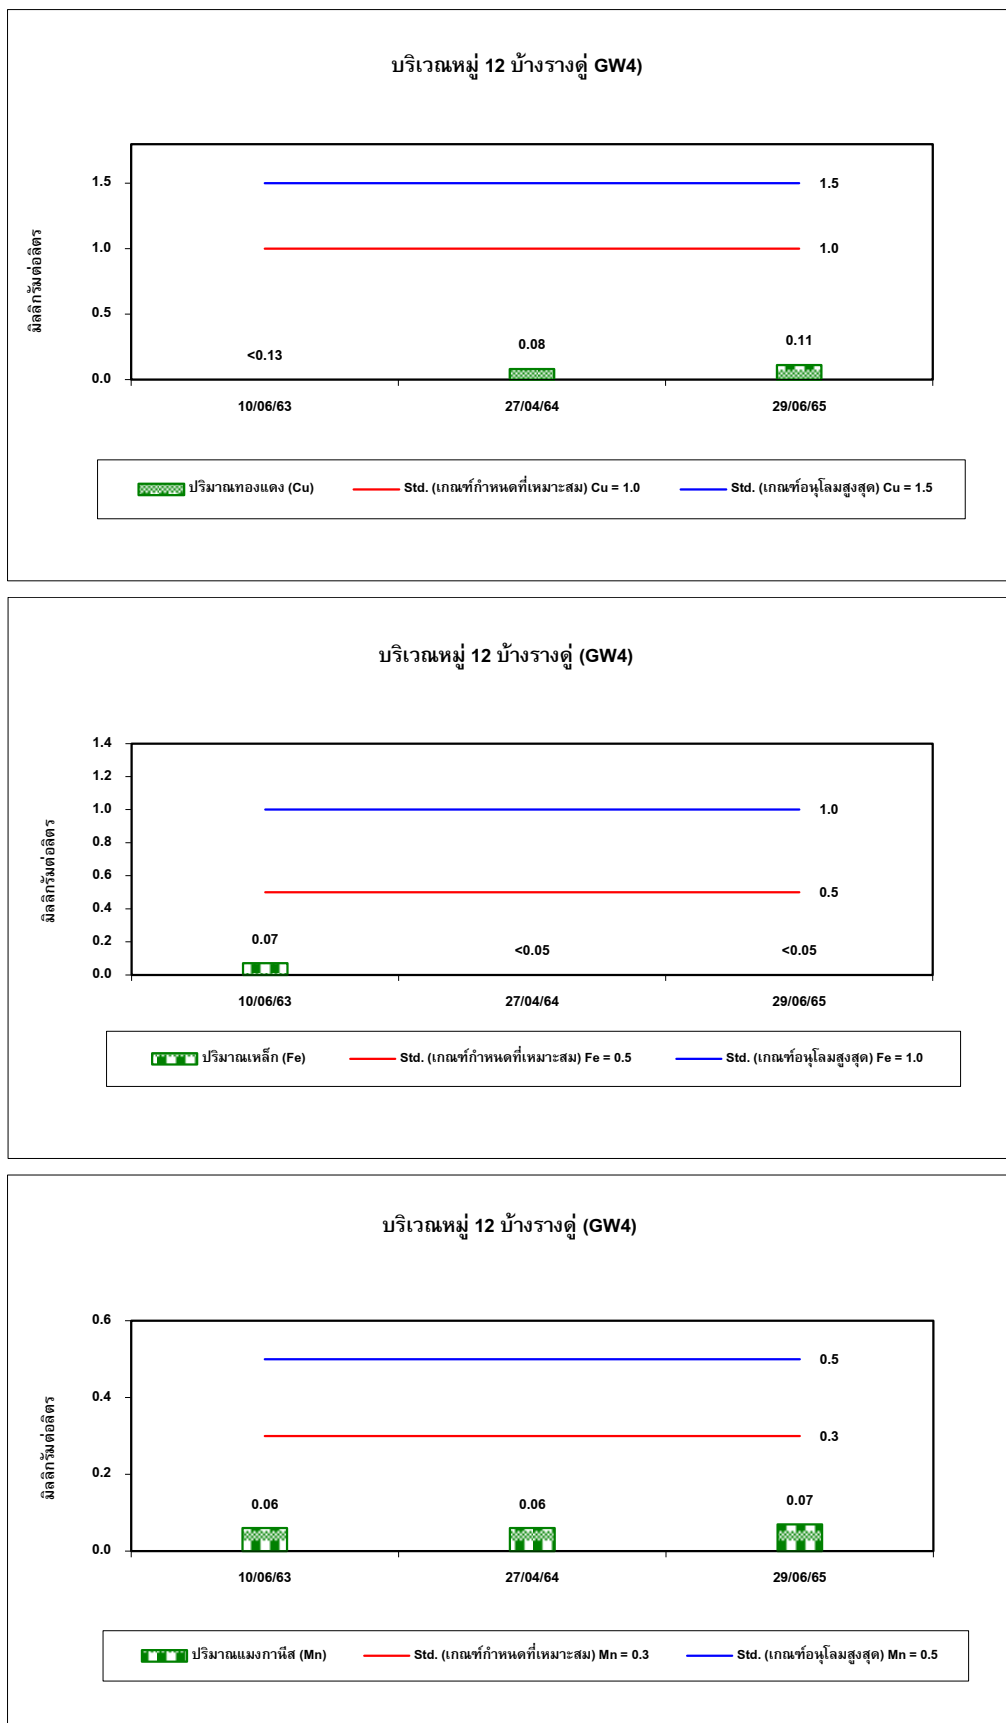 บริเวณหมู่ 12 บ้างรางดู่ GW4)
มิลลิกรัมต่อลิตร
1.5
1.5
1.0
1.0
0.5
0.11
0.08
<0.13
0.0
10/06/63 27/04/64 29/06/65
ปริมาณทองแดง (Cu) Std. (เกณฑ์กำหนดที่เหมาะสม) Cu = 1.0 Std. (เกณฑ์อนุโลมสูงสุด) Cu = 1.5
บริเวณหมู่ 12 บ้างรางดู่ (GW4)
มิลลิกรัมต่อลิตร
1.4
1.2
1.0
1.0
0.8
0.6
0.5
0.4
0.2
0.07 <0.05 <0.05
0.0
10/06/63 27/04/64 29/06/65
ปริมาณเหล็ก (Fe) Std. (เกณฑ์กำหนดที่เหมาะสม) Fe = 0.5 Std. (เกณฑ์อนุโลมสูงสุด) Fe = 1.0
บริเวณหมู่ 12 บ้างรางดู่ (GW4)
มิลลิกรัมต่อลิตร
0.6
0.5
0.4
0.3
0.2
0.06 0.06 0.07
0.0
10/06/63 27/04/64 29/06/65
ปริมาณแมงกานีส (Mn) Std. (เกณฑ์กำหนดที่เหมาะสม) Mn = 0.3 Std. (เกณฑ์อนุโลมสูงสุด) Mn = 0.5